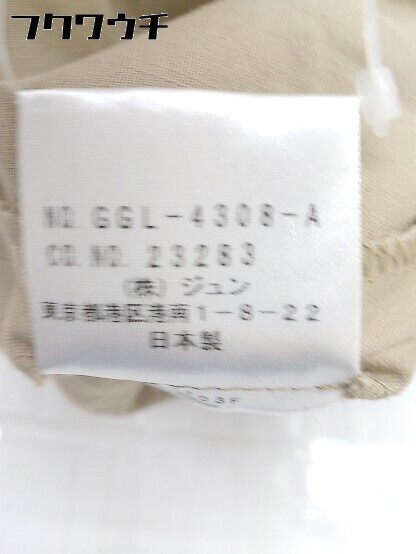 フクワウチ
NO. GGL-4308-A
CO.NO. 23283
(株) ジュン
東京都港区港南1-8-22
日本製